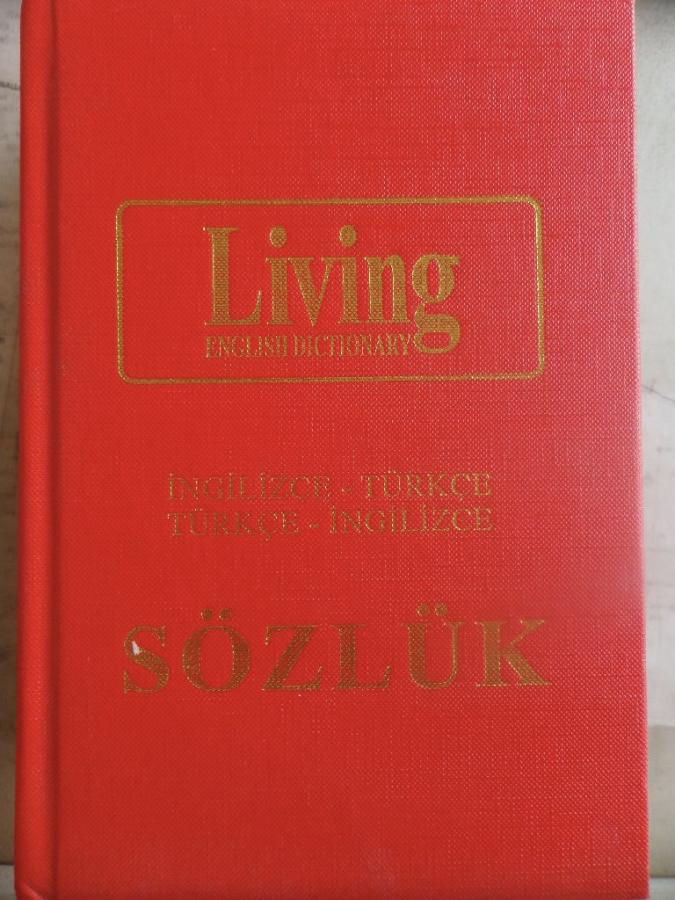 Living
ENGLISH DICTIONARY
İNGİLİZCE - TÜRKÇE
TÜRKÇE - İNGİLİZCE
SÖZLÜK